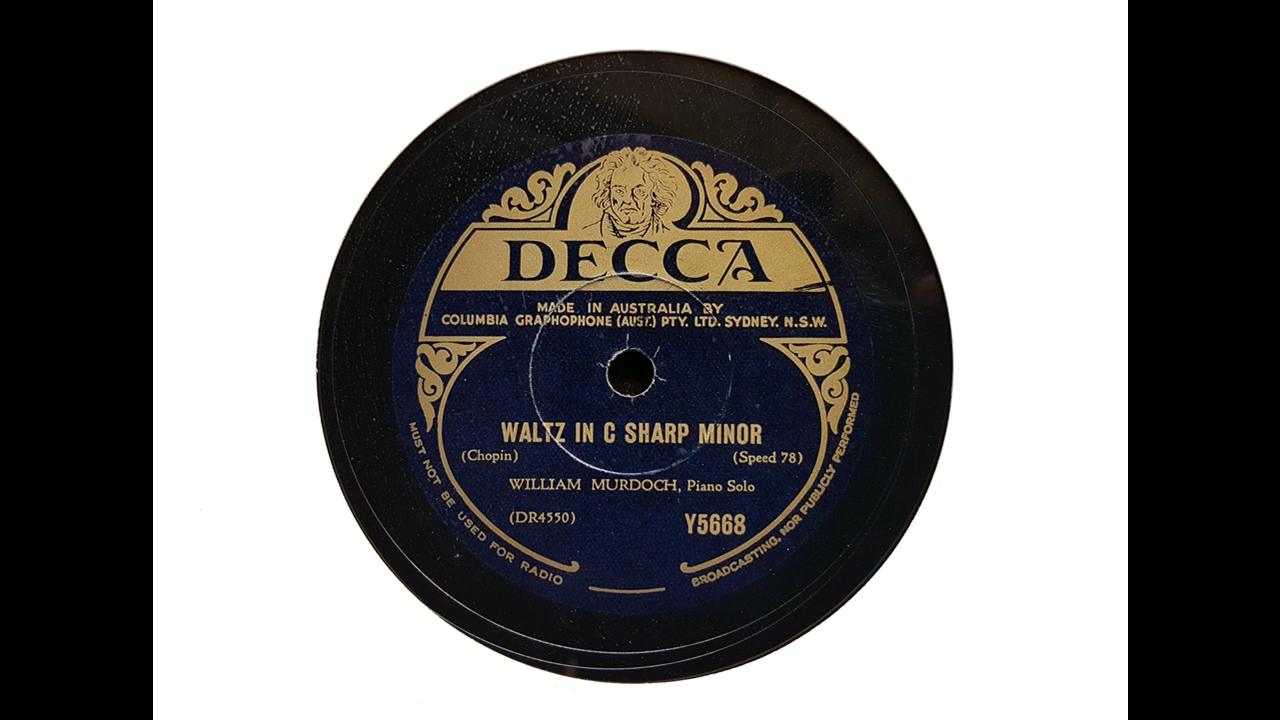 DECCA
MADE IN AUSTRALIA BY
COLUMBIA GRAPHOPHONE (AUST.) PTY. LTD. SYDNEY. N.S.W.
WALTZ IN C SHARP MINOR
(Chopin) (Speed 78)
WILLIAM MURDOCH, Piano Solo
(DR4550) Y5668
MUST NOT BE USED FOR RADIO
BROADCASTING, NOR PUBLICLY PERFORMED